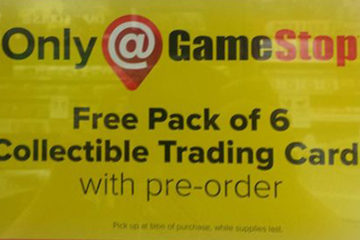 Only @ GameStop
Free Pack of 6
Collectible Trading Card
with pre-order
Pick up at time of purchase, while supplies last.